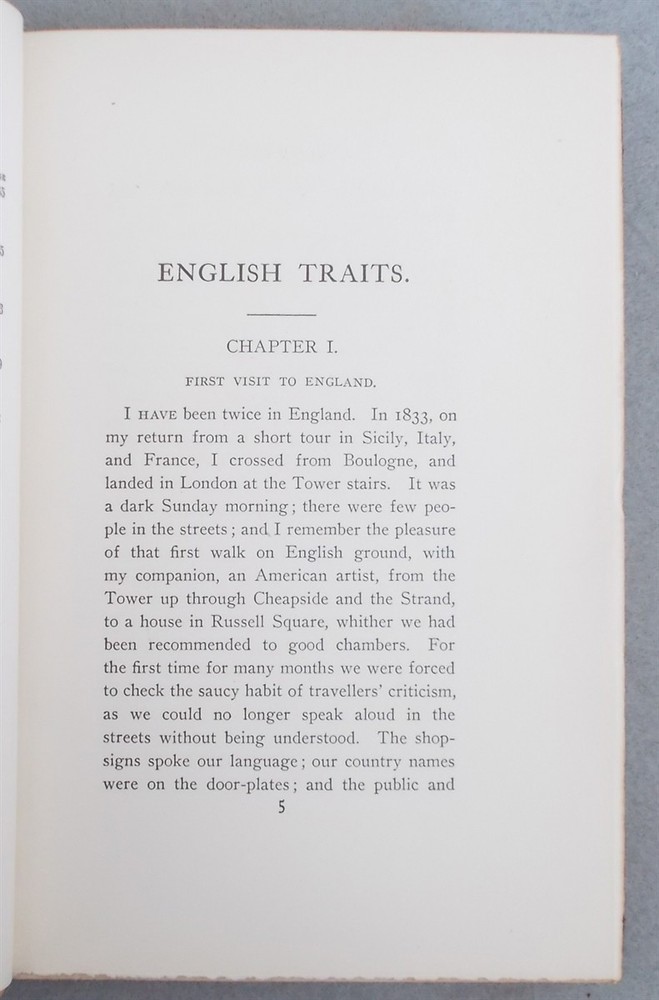 ENGLISH TRAITS.
CHAPTER I.
FIRST VISIT TO ENGLAND.
I HAVE been twice in England. In 1833, on
my return from a short tour in Sicily, Italy,
and France, I crossed from Boulogne, and
landed in London at the Tower stairs. It was
a dark Sunday morning; there were few peo-
ple in the streets; and I remember the pleasure
of that first walk on English ground, with
my companion, an American artist, from the
Tower up through Cheapside and the Strand,
to a house in Russell Square, whither we had
been recommended to good chambers. For
the first time for many months we were forced
to check the saucy habit of travellers' criticism,
as we could no longer speak aloud in the
streets without being understood. The shop-
signs spoke our language; our country names
were on the door-plates; and the public and
5